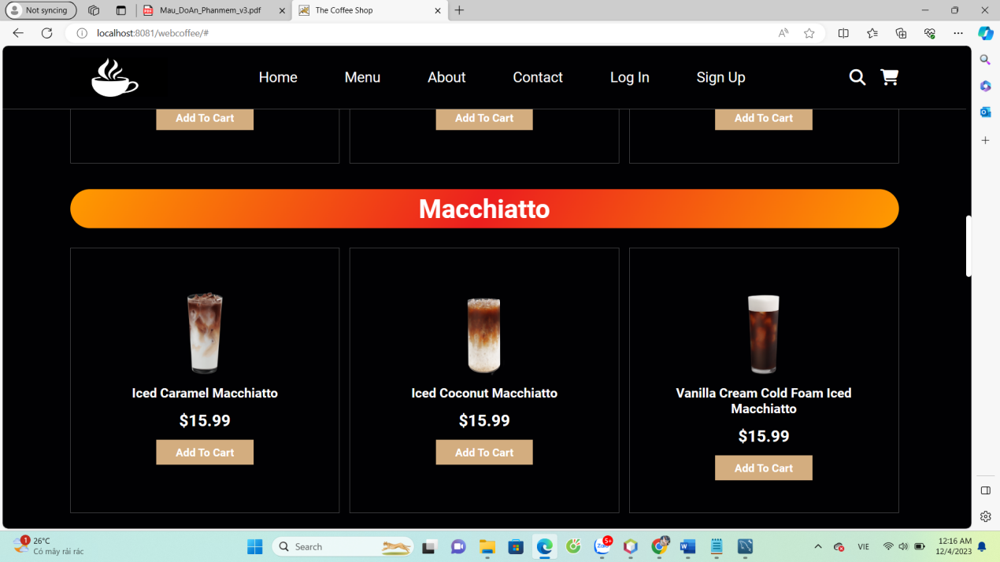 Not syncing
Mau_DoAn_Phanmem_v3.pdf
The Coffee Shop
localhost:8081/webcoffee/#
Home Menu About Contact Log In Sign Up
Add To Cart Add To Cart Add To Cart
Macchiatto
Iced Caramel Macchiatto
$15.99
Add To Cart
Iced Coconut Macchiatto
$15.99
Add To Cart
Vanilla Cream Cold Foam Iced
Macchiatto
$15.99
Add To Cart
1
26°C
Có mây rải rác
Search
5+
Zalo
VIE
12:16 AM
12/4/2023